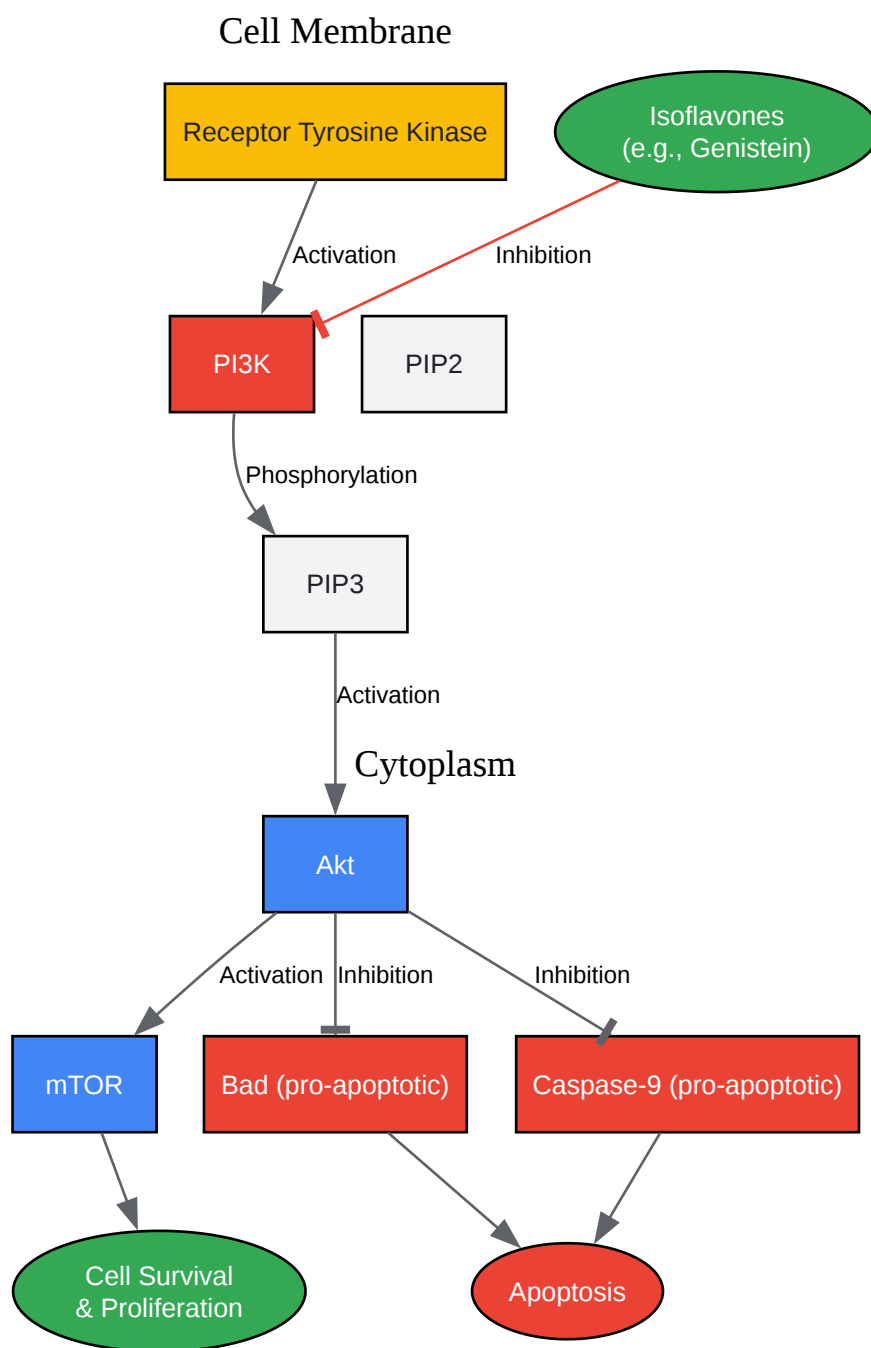 Cell Membrane
Receptor Tyrosine Kinase
Isoflavones
(e.g., Genistein)
Activation
Inhibition
PI3K
PIP2
Phosphorylation
PIP3
Activation
Cytoplasm
Akt
Activation
Inhibition
Inhibition
mTOR
Bad (pro-apoptotic)
Caspase-9 (pro-apoptotic)
Cell Survival
& Proliferation
Apoptosis